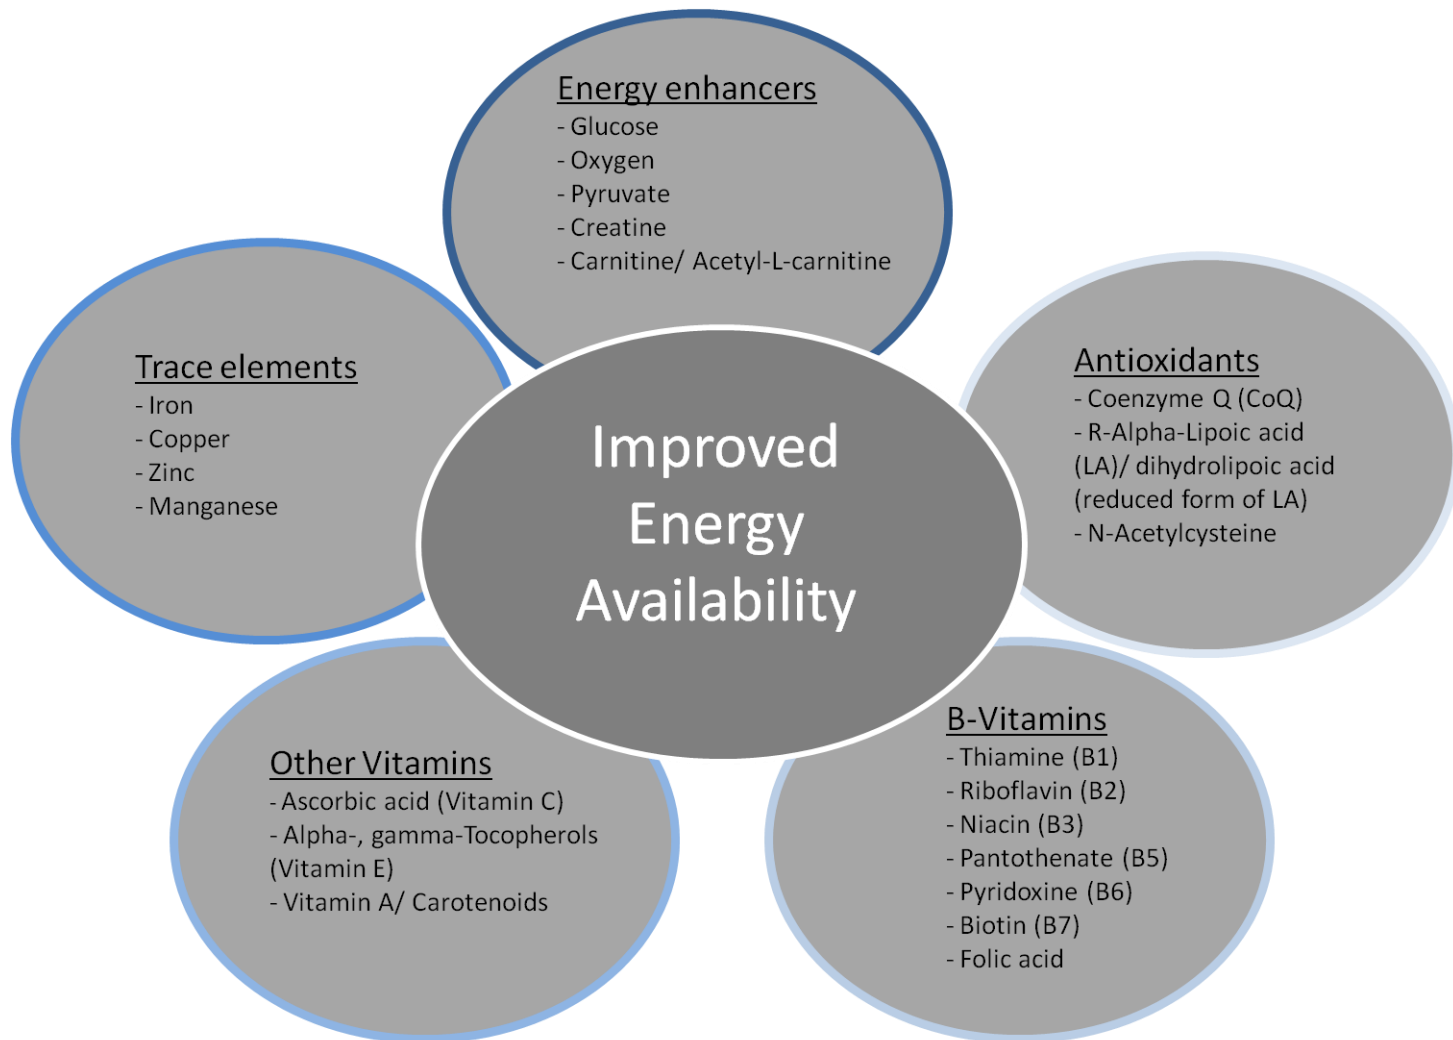 Energy enhancers
- Glucose
- Oxygen
- Pyruvate
- Creatine
- Carnitine/ Acetyl-L-carnitine
Trace elements
- Iron
- Copper
- Zinc
- Manganese
Improved
Energy
Availability
Antioxidants
- Coenzyme Q (CoQ)
- R-Alpha-Lipoic acid
(LA)/ dihydrolipoic acid
(reduced form of LA)
- N-Acetylcysteine
Other Vitamins
- Ascorbic acid (Vitamin C)
- Alpha-, gamma-Tocopherols
(Vitamin E)
- Vitamin A/ Carotenoids
B-Vitamins
- Thiamine (B1)
- Riboflavin (B2)
- Niacin (B3)
- Pantothenate (B5)
- Pyridoxine (B6)
- Biotin (B7)
- Folic acid